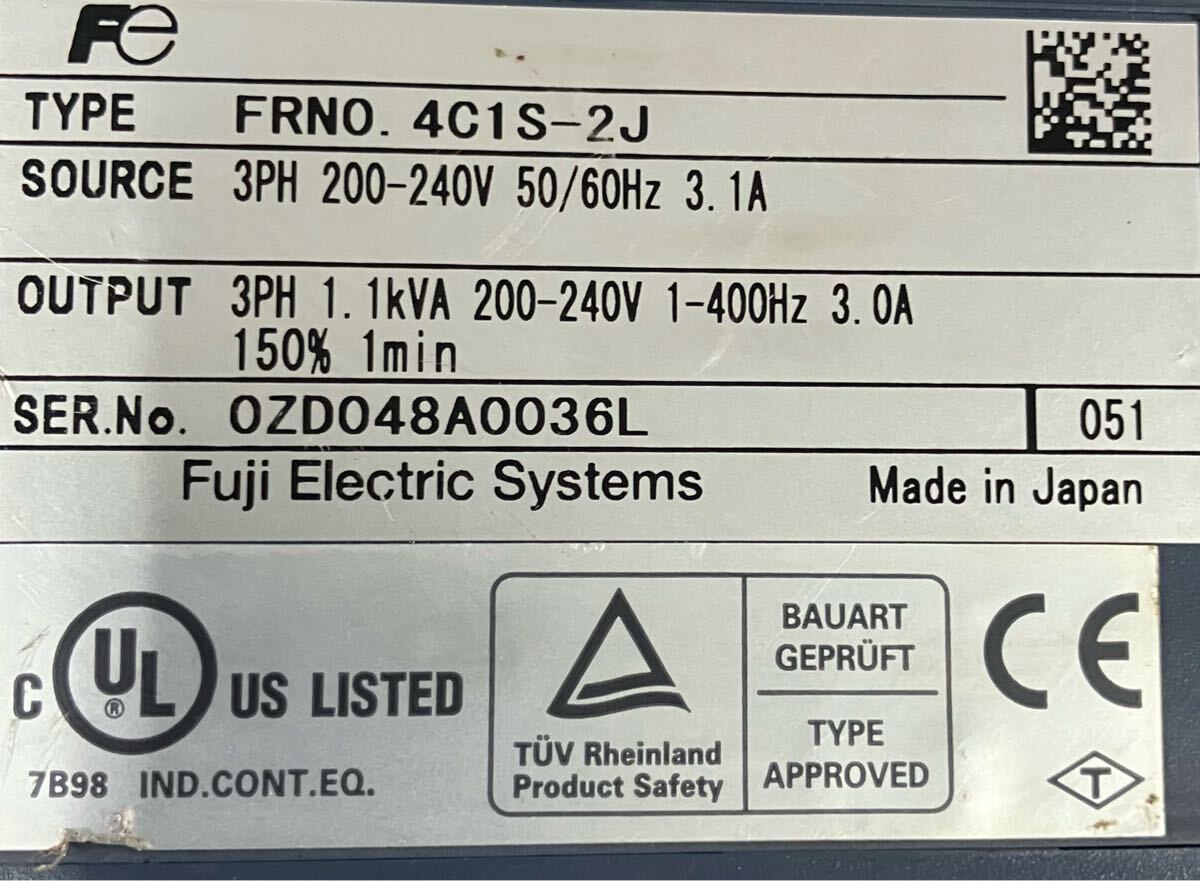 Fe
TYPE FRN0.4C1S-2J
SOURCE 3PH 200-240V 50/60Hz 3.1A
OUTPUT 3PH 1.1kVA 200-240V 1-400Hz 3.0A
150% 1min
SER.No. 0ZD048A0036L 051
Fuji Electric Systems Made in Japan
C UL ® US LISTED
7B98 IND.CONT.EQ.
TÜV Rheinland
Product Safety
BAUART
GEPRÜFT
TYPE
APPROVED
CE
T